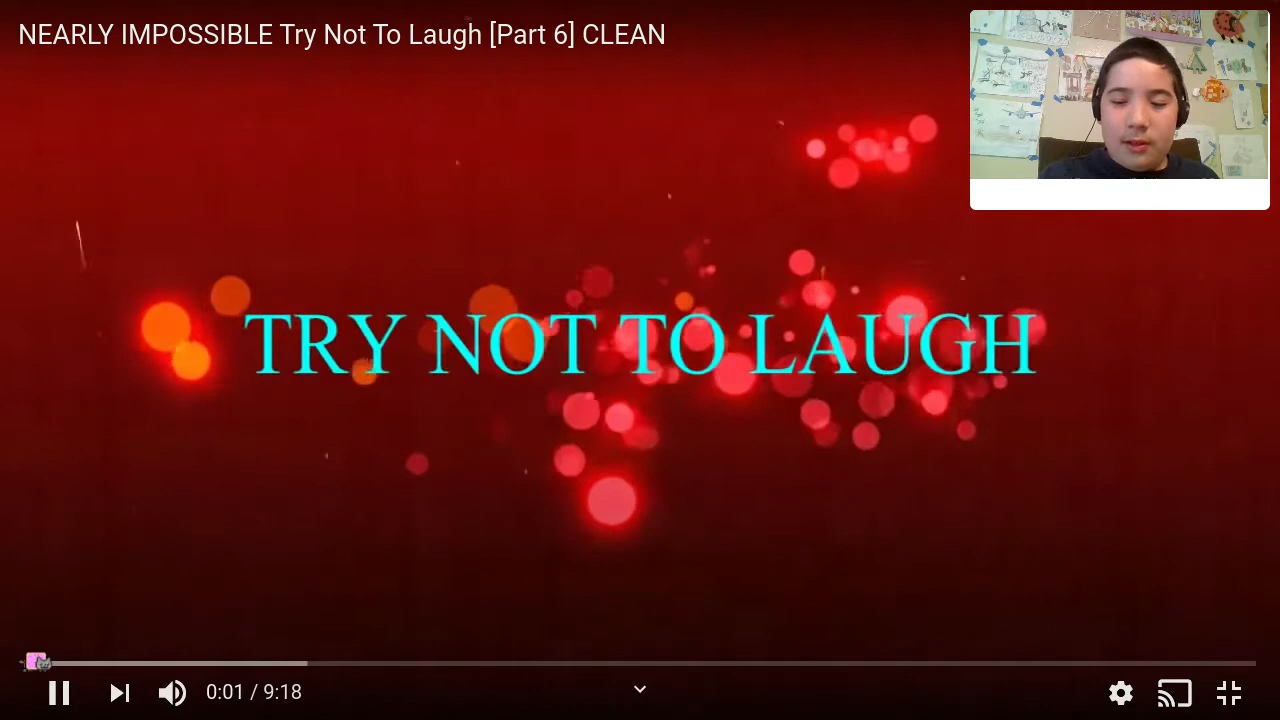 NEARLY IMPOSSIBLE Try Not To Laugh [Part 6] CLEAN
TRY NOT TO LAUGH
0:01 / 9:18